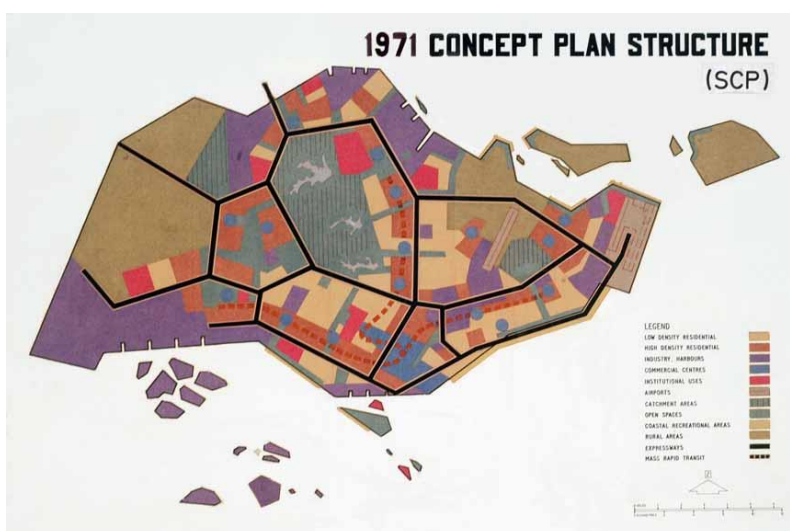 1971 CONCEPT PLAN STRUCTURE
(SCP)
LEGEND
LOW DENSITY RESIDENTIAL
HIGH DENSITY RESIDENTIAL
INDUSTRY, HARBOURS
COMMERCIAL CENTRES
INSTITUTIONAL USES
AIRPORTS
CATCHMENT AREAS
OPEN SPACES
COASTAL RECREATIONAL AREAS
RURAL AREAS
EXPRESSWAYS
MASS RAPID TRANSIT